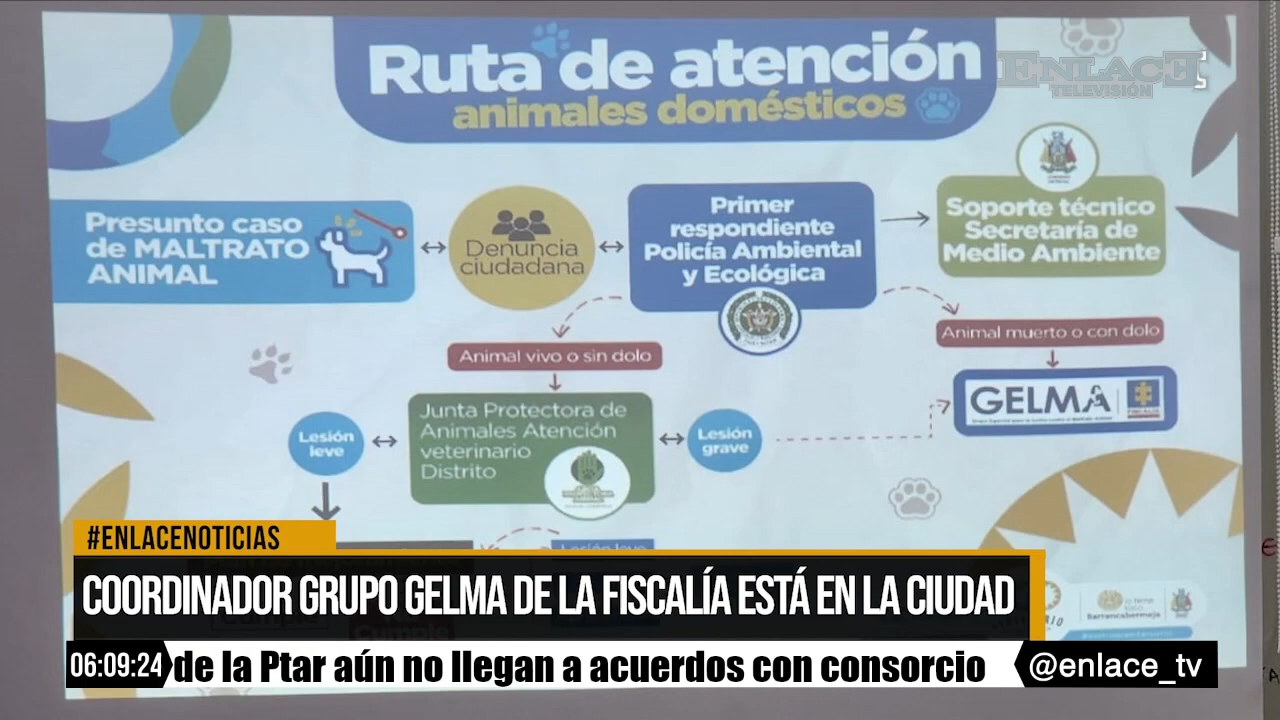 Ruta de atención
animales domésticos
ENLACE
TELEVISIÓN
Presunto caso
de MALTRATO
ANIMAL
Denuncia
ciudadana
Primer
respondiente
Policía Ambiental
y Ecológica
Soporte técnico
Secretaría de
Medio Ambiente
Animal vivo o sin dolo
Animal muerto o con dolo
GELMA
FISCALÍA
Lesión
leve
Junta Protectora de
Animales Atención
veterinario
Distrito
Lesión
grave
#ENLACENOTICIAS
COORDINADOR GRUPO GELMA DE LA FISCALÍA ESTÁ EN LA CIUDAD
Barrancabermeja
06:09:24
de la Ptar aún no llegan a acuerdos con consorcio
@enlace_tv